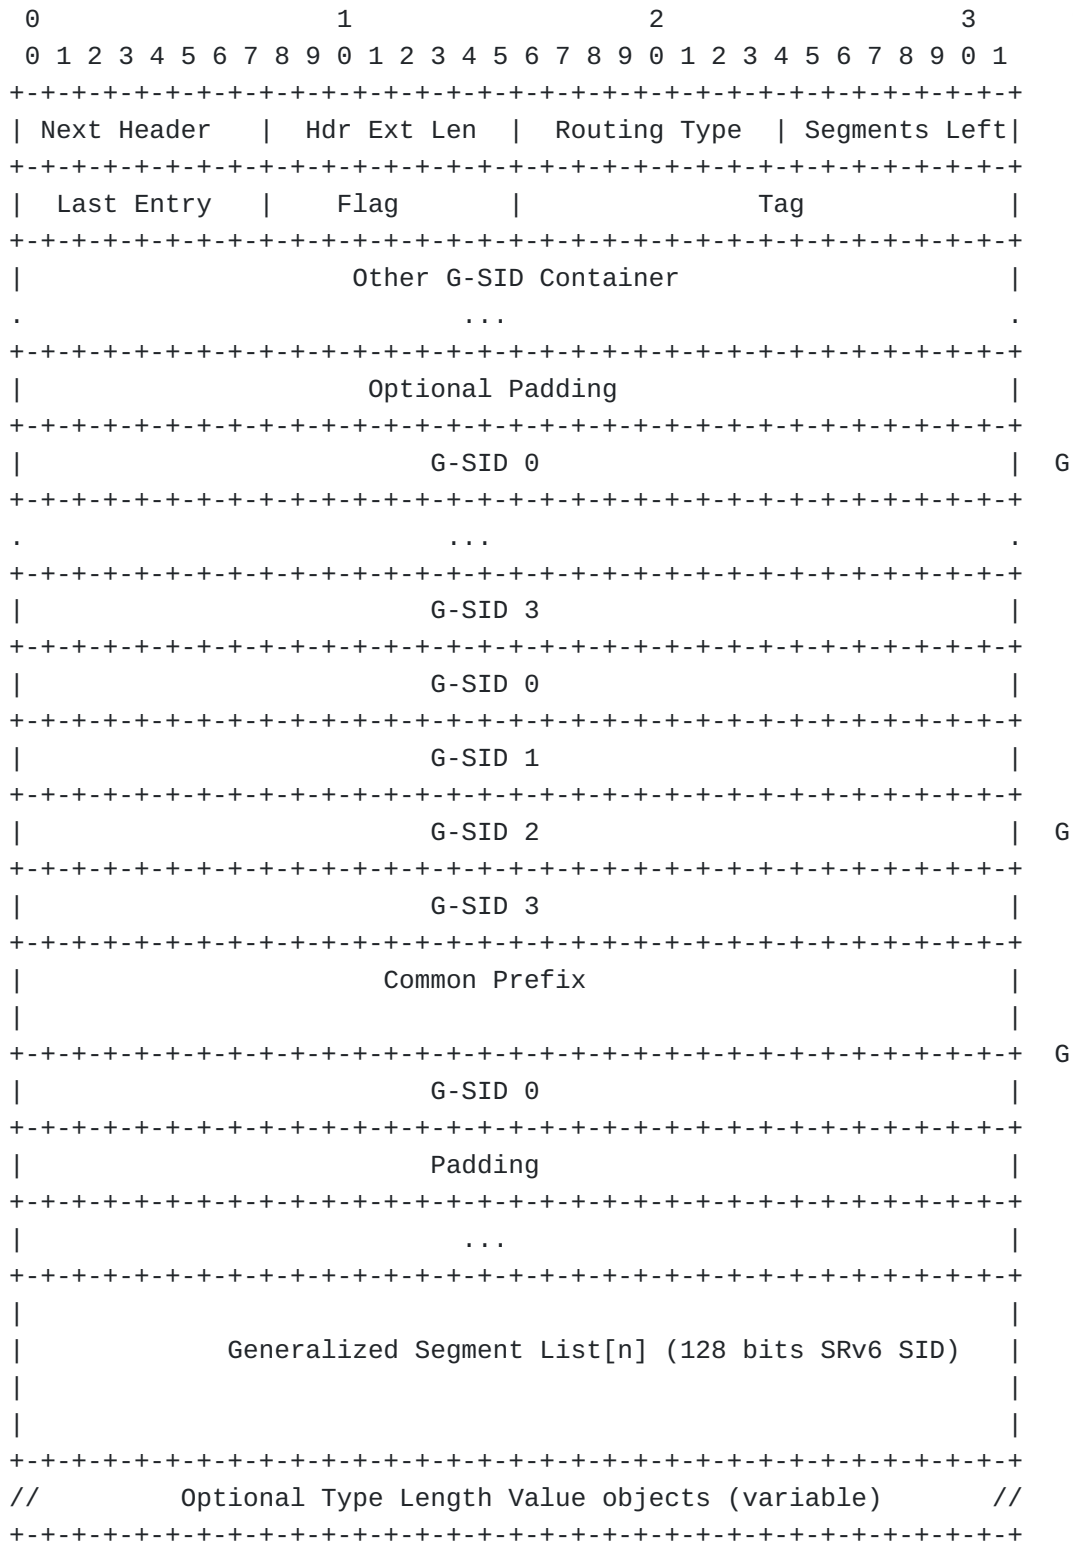 0                   1                   2                   3
 0 1 2 3 4 5 6 7 8 9 0 1 2 3 4 5 6 7 8 9 0 1 2 3 4 5 6 7 8 9 0 1
+-+-+-+-+-+-+-+-+-+-+-+-+-+-+-+-+-+-+-+-+-+-+-+-+-+-+-+-+-+-+-+-+
| Next Header   |  Hdr Ext Len  |  Routing Type  | Segments Left|
+-+-+-+-+-+-+-+-+-+-+-+-+-+-+-+-+-+-+-+-+-+-+-+-+-+-+-+-+-+-+-+-+
|  Last Entry   |    Flag       |               Tag             |
+-+-+-+-+-+-+-+-+-+-+-+-+-+-+-+-+-+-+-+-+-+-+-+-+-+-+-+-+-+-+-+-+
|                     Other G-SID Container                     |
.                            ...                                .
+-+-+-+-+-+-+-+-+-+-+-+-+-+-+-+-+-+-+-+-+-+-+-+-+-+-+-+-+-+-+-+-+
|                      Optional Padding                         |
+-+-+-+-+-+-+-+-+-+-+-+-+-+-+-+-+-+-+-+-+-+-+-+-+-+-+-+-+-+-+-+-+
|                          G-SID 0                              |  G
+-+-+-+-+-+-+-+-+-+-+-+-+-+-+-+-+-+-+-+-+-+-+-+-+-+-+-+-+-+-+-+-+
.                           ...                                 .
+-+-+-+-+-+-+-+-+-+-+-+-+-+-+-+-+-+-+-+-+-+-+-+-+-+-+-+-+-+-+-+-+
|                          G-SID 3                              |
+-+-+-+-+-+-+-+-+-+-+-+-+-+-+-+-+-+-+-+-+-+-+-+-+-+-+-+-+-+-+-+-+
|                          G-SID 0                              |
+-+-+-+-+-+-+-+-+-+-+-+-+-+-+-+-+-+-+-+-+-+-+-+-+-+-+-+-+-+-+-+-+
|                          G-SID 1                              |
+-+-+-+-+-+-+-+-+-+-+-+-+-+-+-+-+-+-+-+-+-+-+-+-+-+-+-+-+-+-+-+-+
|                          G-SID 2                              |  G
+-+-+-+-+-+-+-+-+-+-+-+-+-+-+-+-+-+-+-+-+-+-+-+-+-+-+-+-+-+-+-+-+
|                          G-SID 3                              |
+-+-+-+-+-+-+-+-+-+-+-+-+-+-+-+-+-+-+-+-+-+-+-+-+-+-+-+-+-+-+-+-+
|                       Common Prefix                           |
|                                                               |
+-+-+-+-+-+-+-+-+-+-+-+-+-+-+-+-+-+-+-+-+-+-+-+-+-+-+-+-+-+-+-+-+  G
|                          G-SID 0                              |
+-+-+-+-+-+-+-+-+-+-+-+-+-+-+-+-+-+-+-+-+-+-+-+-+-+-+-+-+-+-+-+-+
|                          Padding                              |
+-+-+-+-+-+-+-+-+-+-+-+-+-+-+-+-+-+-+-+-+-+-+-+-+-+-+-+-+-+-+-+-+
|                            ...                                |
+-+-+-+-+-+-+-+-+-+-+-+-+-+-+-+-+-+-+-+-+-+-+-+-+-+-+-+-+-+-+-+-+
|                                                               |
|             Generalized Segment List[n] (128 bits SRv6 SID)   |
|                                                               |
|                                                               |
+-+-+-+-+-+-+-+-+-+-+-+-+-+-+-+-+-+-+-+-+-+-+-+-+-+-+-+-+-+-+-+-+
//         Optional Type Length Value objects (variable)       //
+-+-+-+-+-+-+-+-+-+-+-+-+-+-+-+-+-+-+-+-+-+-+-+-+-+-+-+-+-+-+-+-+